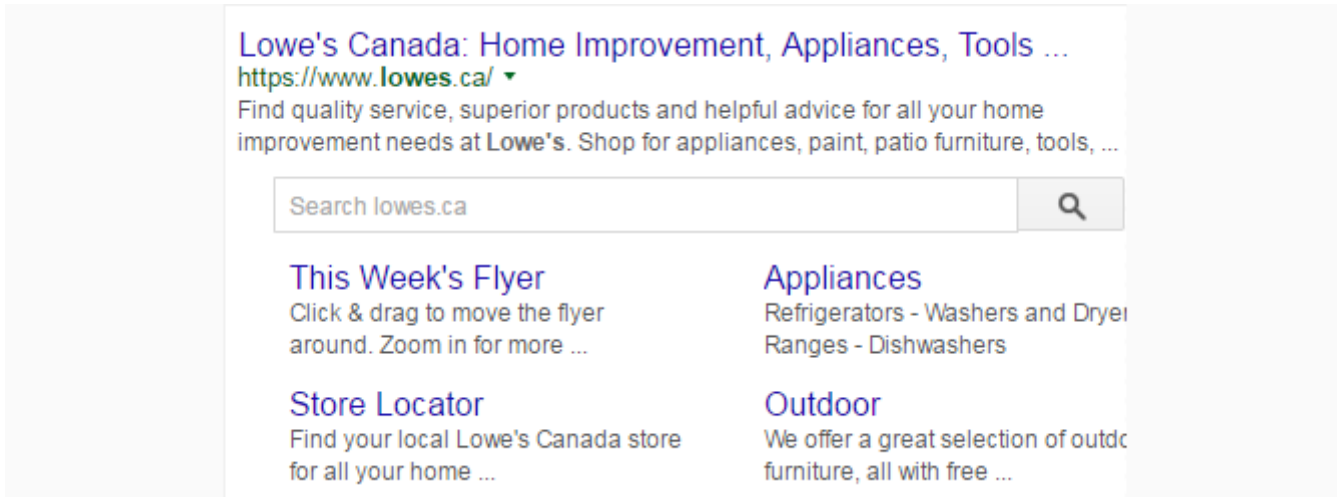 Lowe's Canada: Home Improvement, Appliances, Tools ...
https://www.lowes.ca/
Find quality service, superior products and helpful advice for all your home
improvement needs at Lowe's. Shop for appliances, paint, patio furniture, tools, ...
Search lowes.ca
This Week's Flyer
Click & drag to move the flyer
around. Zoom in for more ...
Appliances
Refrigerators - Washers and Dryer
Ranges - Dishwashers
Store Locator
Find your local Lowe's Canada store
for all your home ...
Outdoor
We offer a great selection of outdo
furniture, all with free ...